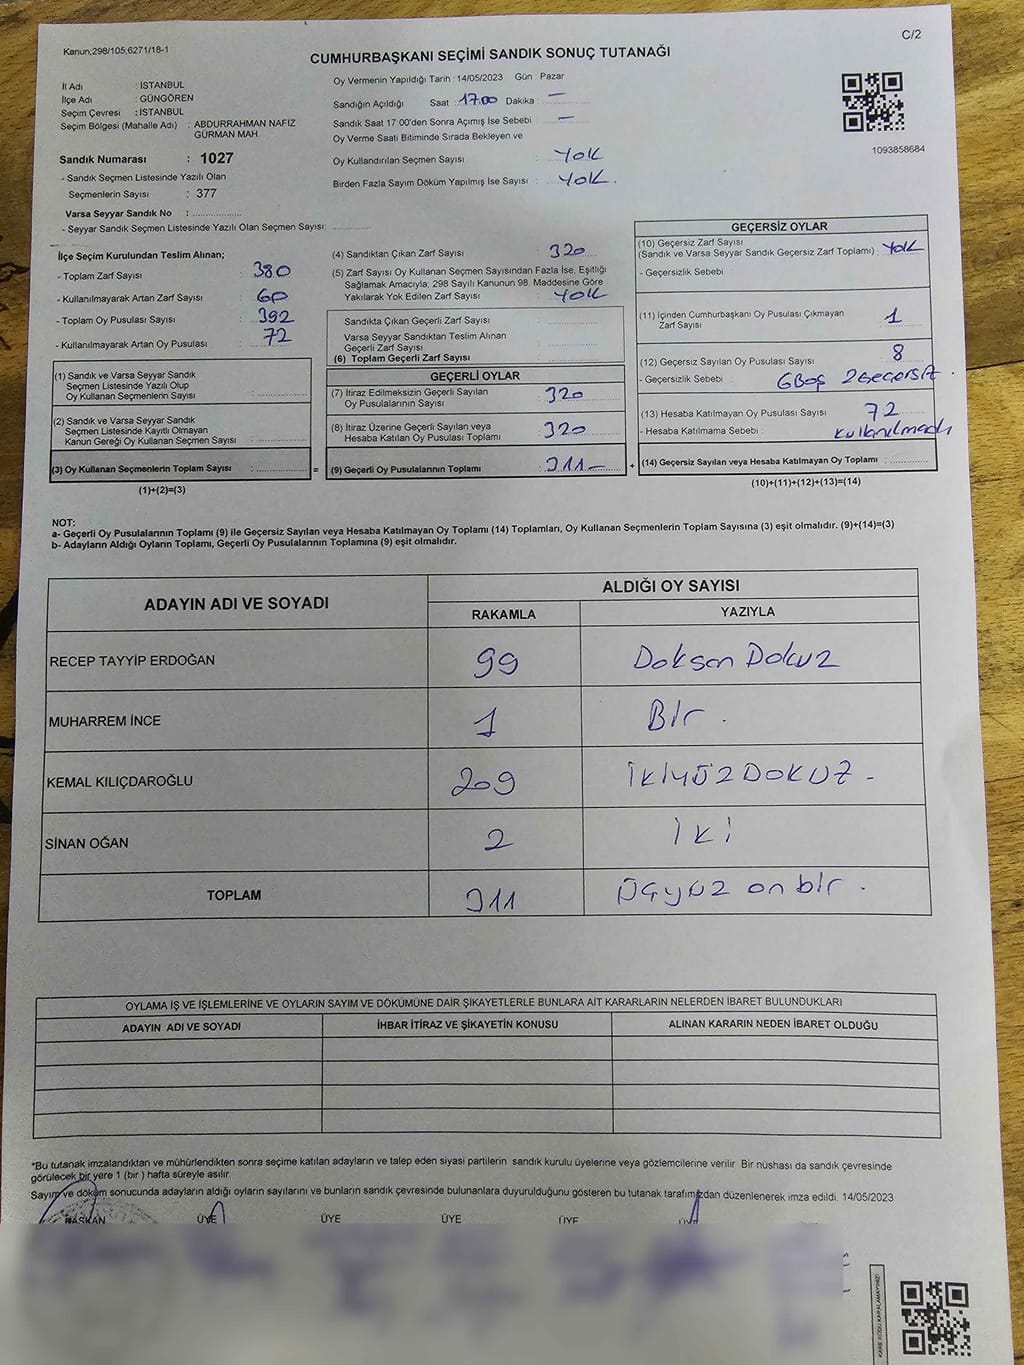 Kanun;298/105,6271/18-1
C/2
CUMHURBAŞKANI SEÇİMİ SANDIK SONUÇ TUTANAĞI
İl Adı : İSTANBUL
İlçe Adı : GÜNGÖREN
Seçim Çevresi : İSTANBUL
Seçim Bölgesi (Mahalle Adı) : ABDURRAHMAN NAFİZ
GÜRMAN MAH.
Sandık Numarası : 1027
- Sandık Seçmen Listesinde Yazılı Olan
Seçmenlerin Sayısı : 377
Varsa Seyyar Sandık No : ..................
- Seyyar Sandık Seçmen Listesinde Yazılı Olan Seçmen Sayısı: ............
Oy Vermenin Yapıldığı Tarih : 14/05/2023 Gün : Pazar
Sandığın Açıldığı Saat : 17.00 Dakika : —
Sandık Saat 17:00'den Sonra Açımış İse Sebebi : —
Oy Verme Saati Bitiminde Sırada Bekleyen ve
Oy Kullandırılan Seçmen Sayısı : YOK
Birden Fazla Sayım Döküm Yapılmış İse Sayısı : YOK.
1093858684
İlçe Seçim Kurulundan Teslim Alınan;
- Toplam Zarf Sayısı : 380
- Kullanılmayarak Artan Zarf Sayısı : 60
- Toplam Oy Pusulası Sayısı : 392
- Kullanılmayarak Artan Oy Pusulası : 72
(1) Sandık ve Varsa Seyyar Sandık
Seçmen Listesinde Yazılı Olup
Oy Kullanan Seçmenlerin Sayısı : ............
(2) Sandık ve Varsa Seyyar Sandık
Seçmen Listesinde Kayıtlı Olmayan
Kanun Gereği Oy Kullanan Seçmen Sayısı : ............
(3) Oy Kullanan Seçmenlerin Toplam Sayısı : ............ =
(1)+(2)=(3)
(4) Sandıktan Çıkan Zarf Sayısı : 320
(5) Zarf Sayısı Oy Kullanan Seçmen Sayısından Fazla İse, Eşitliği
Sağlamak Amacıyla; 298 Sayılı Kanunun 98. Maddesine Göre
Yakılarak Yok Edilen Zarf Sayısı : YOK
Sandıkta Çıkan Geçerli Zarf Sayısı : ............
Varsa Seyyar Sandıktan Teslim Alınan
Geçerli Zarf Sayısı : ............
(6) Toplam Geçerli Zarf Sayısı : ............
GEÇERLİ OYLAR
(7) İtiraz Edilmeksizin Geçerli Sayılan
Oy Pusulalarının Sayısı : 320
(8) İtiraz Üzerine Geçerli Sayılan veya
Hesaba Katılan Oy Pusulası Toplamı : 320
(9) Geçerli Oy Pusulalarının Toplamı : 311— +
GEÇERSİZ OYLAR
(10) Geçersiz Zarf Sayısı
(Sandık ve Varsa Seyyar Sandık Geçersiz Zarf Toplamı) : YOK
- Geçersizlik Sebebi :
(11) İçinden Cumhurbaşkanı Oy Pusulası Çıkmayan
Zarf Sayısı : 1
(12) Geçersiz Sayılan Oy Pusulası Sayısı : 8
- Geçersizlik Sebebi : 6Boş 2Geçersiz.
(13) Hesaba Katılmayan Oy Pusulası Sayısı : 72
- Hesaba Katılmama Sebebi : kullanılmadı
(14) Geçersiz Sayılan veya Hesaba Katılmayan Oy Toplamı : ............
(10)+(11)+(12)+(13)=(14)
NOT:
a- Geçerli Oy Pusulalarının Toplamı (9) ile Geçersiz Sayılan veya Hesaba Katılmayan Oy Toplamı (14) Toplamları, Oy Kullanan Seçmenlerin Toplam Sayısına (3) eşit olmalıdır. (9)+(14)=(3)
b- Adayların Aldığı Oyların Toplamı, Geçerli Oy Pusulalarının Toplamına (9) eşit olmalıdır.
ADAYIN ADI VE SOYADI
ALDIĞI OY SAYISI
RAKAMLA YAZIYLA
RECEP TAYYİP ERDOĞAN 99 Doksan Dokuz
MUHARREM İNCE 1 Bir.
KEMAL KILIÇDAROĞLU 209 İKİYÜZDOKUZ-
SİNAN OĞAN 2 İki
TOPLAM 311 Üçyüz on bir.
OYLAMA İŞ VE İŞLEMLERİNE VE OYLARIN SAYIM VE DÖKÜMÜNE DAİR ŞİKAYETLERLE BUNLARA AİT KARARLARIN NELERDEN İBARET BULUNDUKLARI
ADAYIN ADI VE SOYADI İHBAR İTİRAZ VE ŞİKAYETİN KONUSU ALINAN KARARIN NEDEN İBARET OLDUĞU
*Bu tutanak imzalandıktan ve mühürlendikten sonra seçime katılan adayların ve talep eden siyasi partilerin sandık kurulu üyelerine veya gözlemcilerine verilir Bir nüshası da sandık çevresinde
görülecek bir yere 1 (bir ) hafta süreyle asılır.
Sayım ve döküm sonucunda adayların aldığı oyların sayılarını ve bunların sandık çevresinde bulunanlara duyurulduğunu gösteren bu tutanak tarafımızdan düzenlenerek imza edildi. 14/05/2023
BAŞKAN ÜYE ÜYE ÜYE ÜYE ÜYE
KARE KODU KARALAMAYINIZ!